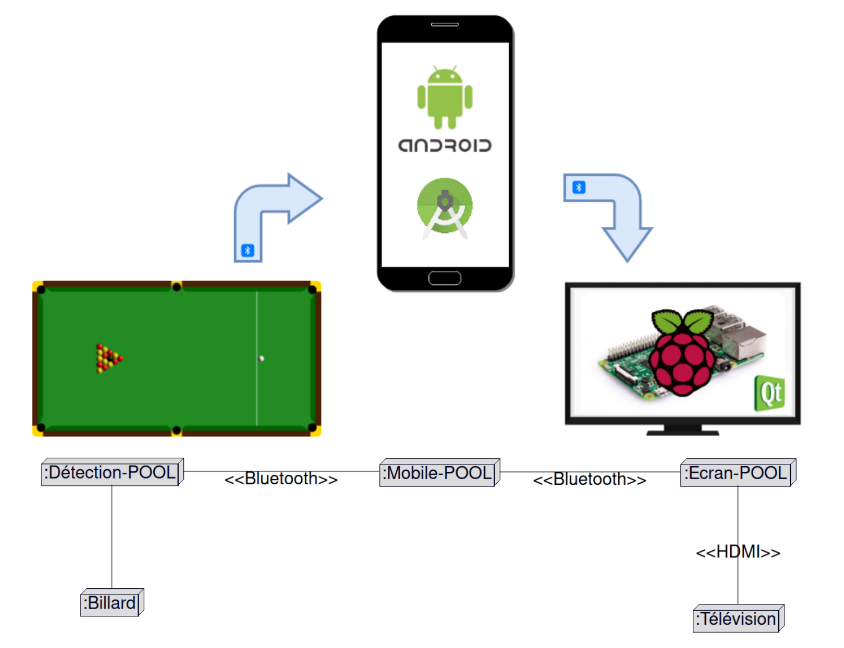 ANDROID
Qt
:Détection-POOL
<<Bluetooth>>
:Mobile-POOL
<<Bluetooth>>
:Ecran-POOL
<<HDMI>>
:Billard
:Télévision